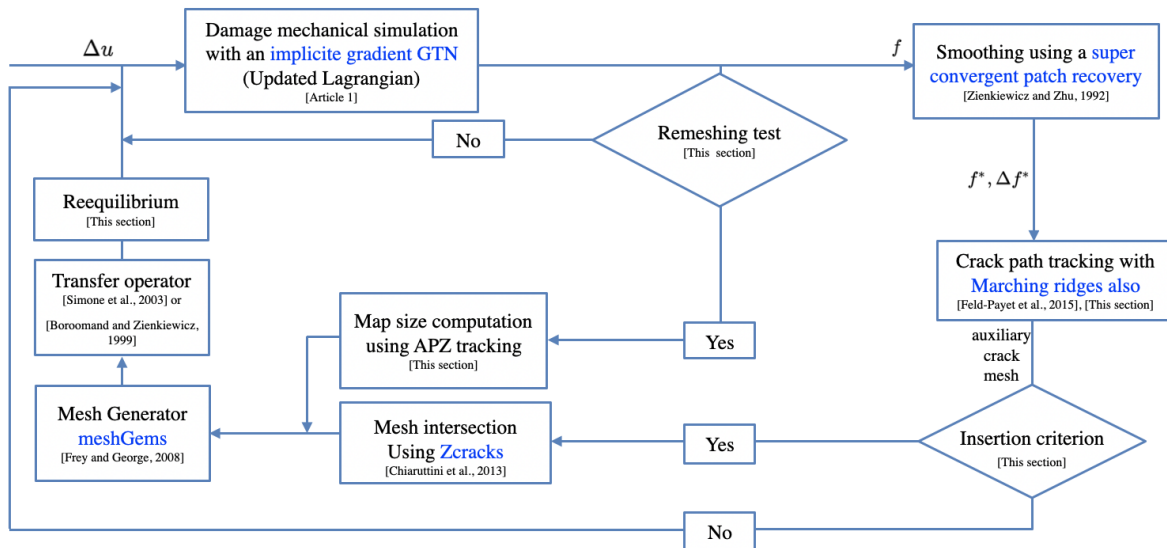 Δu
Damage mechanical simulation
with an implicite gradient GTN
(Updated Lagrangian)
[Article 1]
f
Smoothing using a super
convergent patch recovery
[Zienkiewicz and Zhu, 1992]
No
Remeshing test
[This section]
f*, Δf*
Reequilibrium
[This section]
Crack path tracking with
Marching ridges also
[Feld-Payet et al., 2015], [This section]
Transfer operator
[Simone et al., 2003] or
[Boroomand and Zienkiewicz,
1999]
Map size computation
using APZ tracking
[This section]
Yes
auxiliary
crack
mesh
Mesh Generator
meshGems
[Frey and George, 2008]
Mesh intersection
Using Zcracks
[Chiaruttini et al., 2013]
Yes
Insertion criterion
[This section]
No